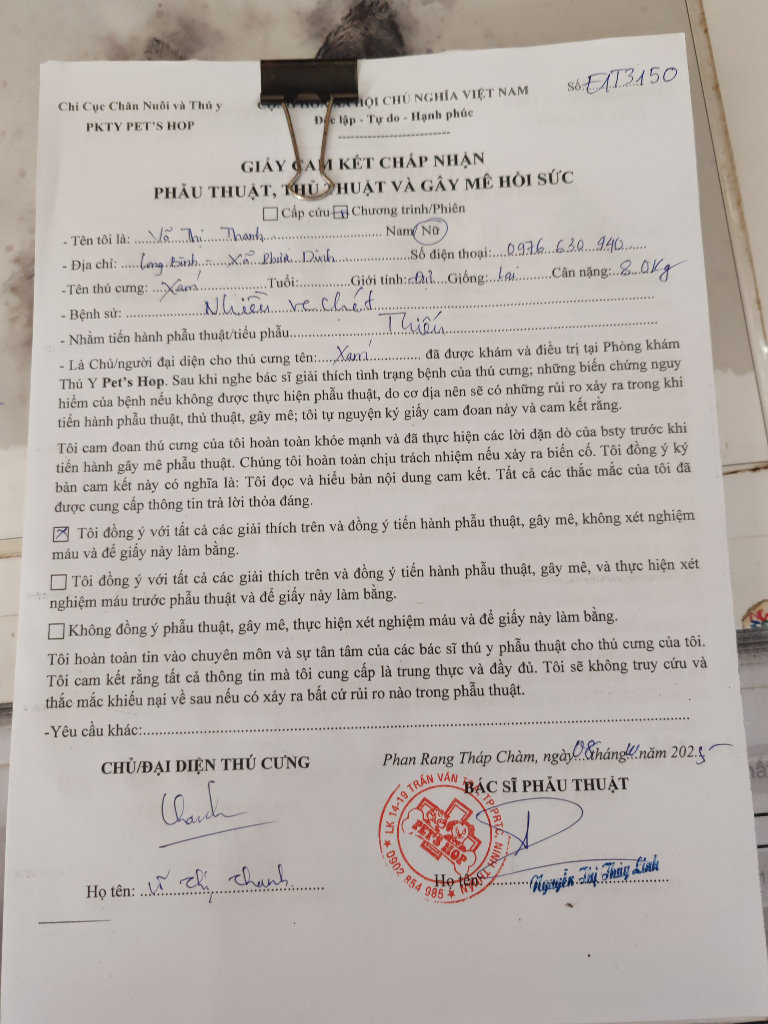 Chi Cục Chăn Nuôi và Thú y
PKTY PET'S HOP
HỘI CHỦ NGHĨA VIỆT NAM
Độc lập - Tự do - Hạnh phúc
Số: E1T3150
GIẤY CAM KẾT CHẤP NHẬN
PHẪU THUẬT, THỦ THUẬT VÀ GÂY MÊ HỒI SỨC
Cấp cứu Chương trình/Phiên
- Tên tôi là: Võ Thị Thanh Nam/ Nữ
- Địa chỉ: Long Bình - Xã Số điện thoại: 0976 630 940
-Tên thú cưng: Xám Tuổi: Giới tính: Giống: Lai Cân nặng: 8.0kg
- Bệnh sử: Nhiều ve chét
- Nhằm tiến hành phẫu thuật/tiểu phẫu Thiến
- Là Chủ/người đại diện cho thú cưng tên: Xám đã được khám và điều trị tại Phòng khám
Thú Y Pet's Hop. Sau khi nghe bác sĩ giải thích tình trạng bệnh của thú cưng; những biến chứng nguy
hiểm của bệnh nếu không được thực hiện phẫu thuật, do cơ địa nên sẽ có những rủi ro xảy ra trong khi
tiến hành phẫu thuật, thủ thuật, gây mê; tôi tự nguyện ký giấy cam đoan này và cam kết rằng.
Tôi cam đoan thú cưng của tôi hoàn toàn khỏe mạnh và đã thực hiện các lời dặn dò của bsty trước khi
tiến hành gây mê phẫu thuật. Chúng tôi hoàn toàn chịu trách nhiệm nếu xảy ra biến cố. Tôi đồng ý ký
bản cam kết này có nghĩa là: Tôi đọc và hiểu bản nội dung cam kết. Tất cả các thắc mắc của tôi đã
được cung cấp thông tin trả lời thỏa đáng.
Tôi đồng ý với tất cả các giải thích trên và đồng ý tiến hành phẫu thuật, gây mê, không xét nghiệm
máu và để giấy này làm bằng.
Tôi đồng ý với tất cả các giải thích trên và đồng ý tiến hành phẫu thuật, gây mê, và thực hiện xét
nghiệm máu trước phẫu thuật và để giấy này làm bằng.
Không đồng ý phẫu thuật, gây mê, thực hiện xét nghiệm máu và để giấy này làm bằng.
Tôi hoàn toàn tin vào chuyên môn và sự tân tâm của các bác sĩ thú y phẫu thuật cho thú cưng của tôi.
Tôi cam kết rằng tất cả thông tin mà tôi cung cấp là trung thực và đầy đủ. Tôi sẽ không truy cứu và
thắc mắc khiếu nại về sau nếu có xảy ra bất cứ rủi ro nào trong phẫu thuật.
-Yêu cầu khác:
Phan Rang Tháp Chàm, ngày 08 tháng năm 2025
CHỦ/ĐẠI DIỆN THÚ CƯNG
BÁC SĨ PHẪU THUẬT
Thanh
LK 14-19 TRẦN VĂN TP.PRTC, NINH THUẬN
PET'S HOP
0902 854 985
Họ tên: Võ Thị Thanh
Họ tên: Nguyễn Thị Thùy Linh